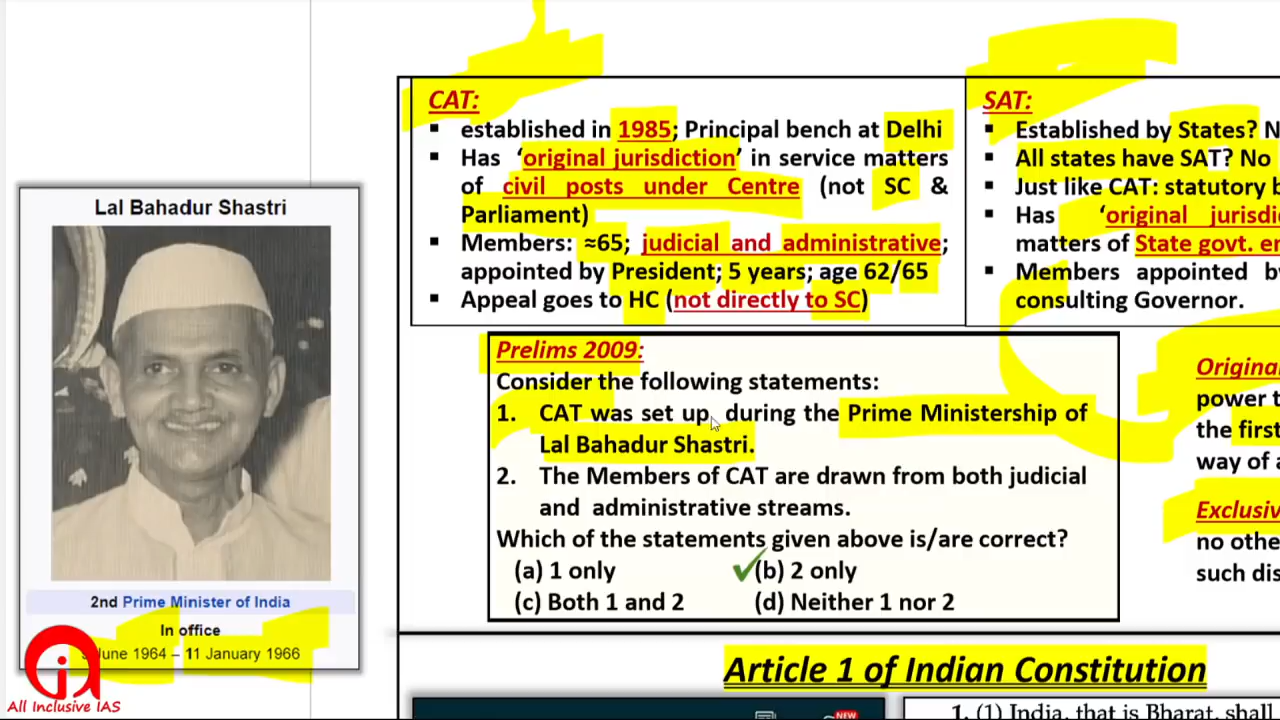 Lal Bahadur Shastri
2nd Prime Minister of India
In office
June 1964 – 11 January 1966
All Inclusive IAS
CAT:
▪ established in 1985; Principal bench at Delhi
▪ Has ‘original jurisdiction’ in service matters
of civil posts under Centre (not SC &
Parliament)
▪ Members: ≈65; judicial and administrative;
appointed by President; 5 years; age 62/65
▪ Appeal goes to HC (not directly to SC)
SAT:
▪ Established by States? N
▪ All states have SAT? No
▪ Just like CAT: statutory b
▪ Has ‘original jurisdi
matters of State govt. e
▪ Members appointed by
consulting Governor.
Prelims 2009:
Consider the following statements:
1. CAT was set up during the Prime Ministership of
Lal Bahadur Shastri.
2. The Members of CAT are drawn from both judicial
and administrative streams.
Which of the statements given above is/are correct?
(a) 1 only (b) 2 only
(c) Both 1 and 2 (d) Neither 1 nor 2
Origina
power t
the first
way of a
Exclusiv
no othe
such dis
Article 1 of Indian Constitution
NEW
1. (1) India, that is Bharat, shall